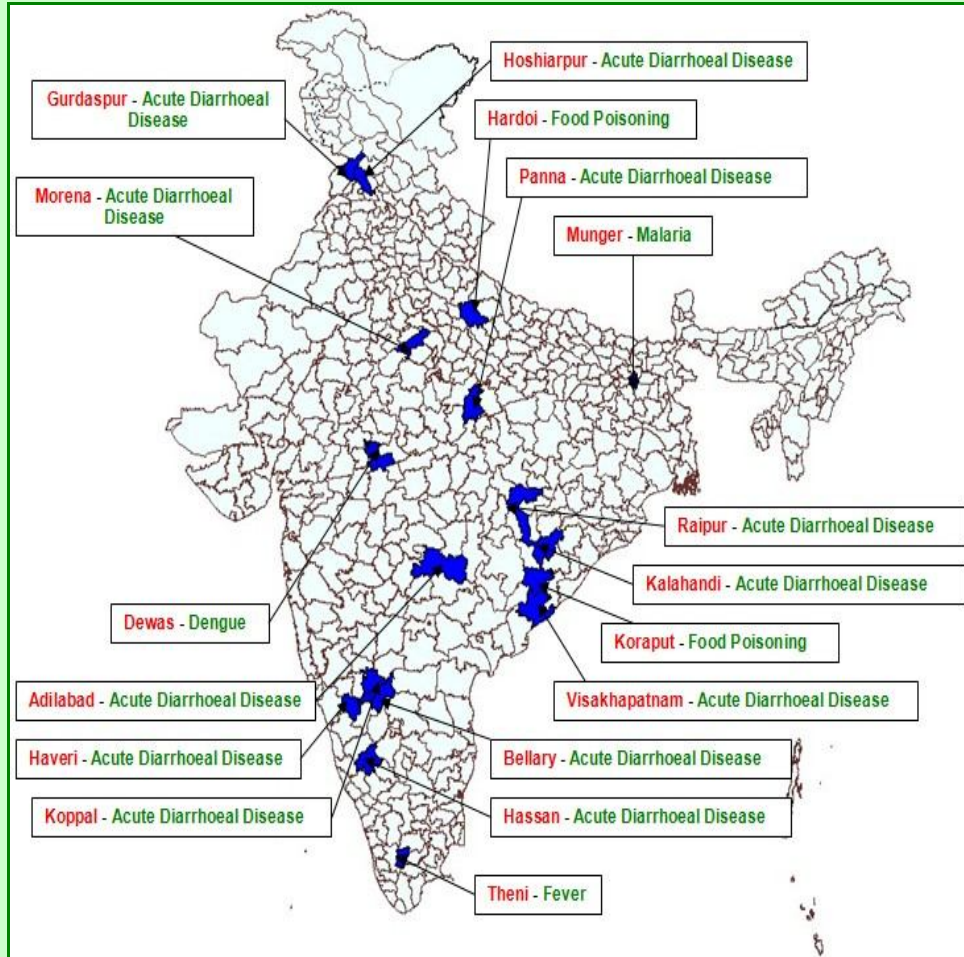 Hoshiarpur - Acute Diarrhoeal Disease
Gurdaspur - Acute Diarrhoeal
Disease
Hardoi - Food Poisoning
Panna - Acute Diarrhoeal Disease
Morena - Acute Diarrhoeal
Disease
Munger - Malaria
Raipur - Acute Diarrhoeal Disease
Kalahandi - Acute Diarrhoeal Disease
Dewas - Dengue
Koraput - Food Poisoning
Adilabad - Acute Diarrhoeal Disease
Visakhapatnam - Acute Diarrhoeal Disease
Haveri - Acute Diarrhoeal Disease
Bellary - Acute Diarrhoeal Disease
Koppal - Acute Diarrhoeal Disease
Hassan - Acute Diarrhoeal Disease
Theni - Fever